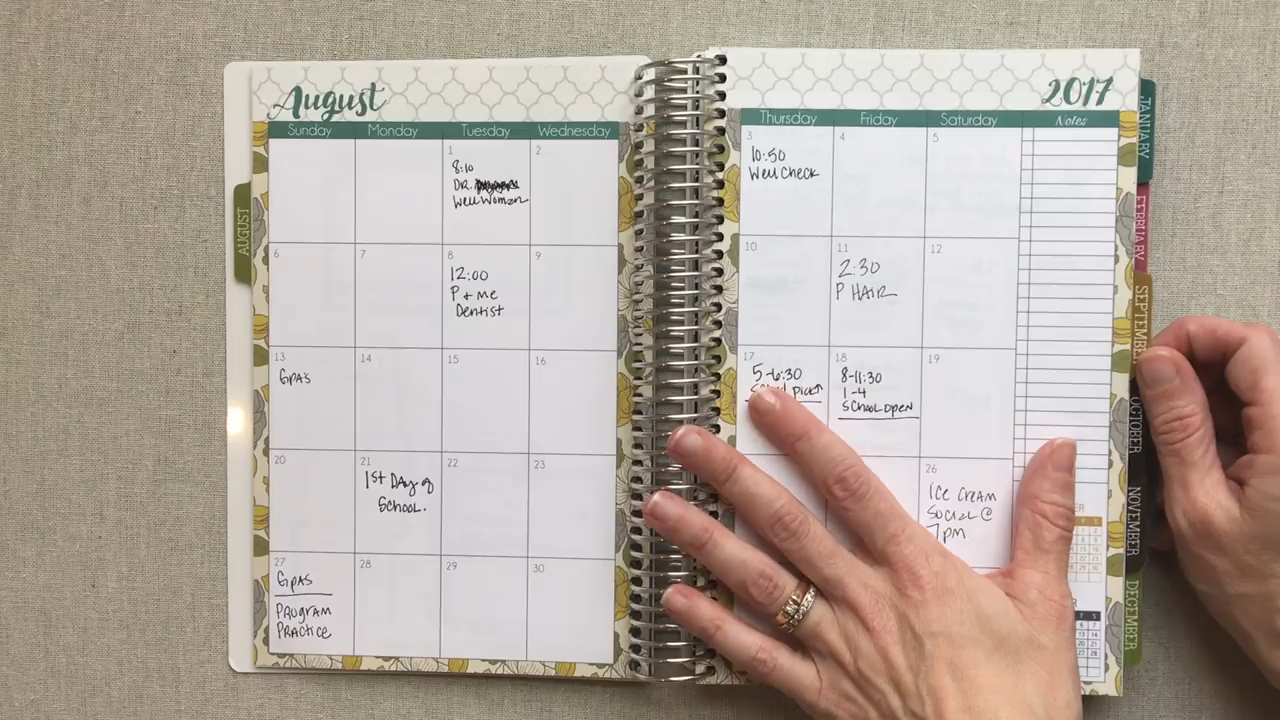 August
2017
Sunday Monday Tuesday Wednesday
Thursday Friday Saturday Notes
1
8:10
DR.
Well Woman
2
3
10:50
Well Check
4
5
6
7
8
12:00
P + me
Dentist
9
10
11
2:30
P HAIR
12
13
GPA's
14
15
16
17
5-6:30
18
8-11:30
1-4
School open
19
20
21
1st Day of
School.
22
23
26
Ice Cream
Social @
7pm
27
GPAS
Program
Practice
28
29
30
AUGUST
JANUARY
FEBRUARY
SEPTEMBER
OCTOBER
NOVEMBER
DECEMBER